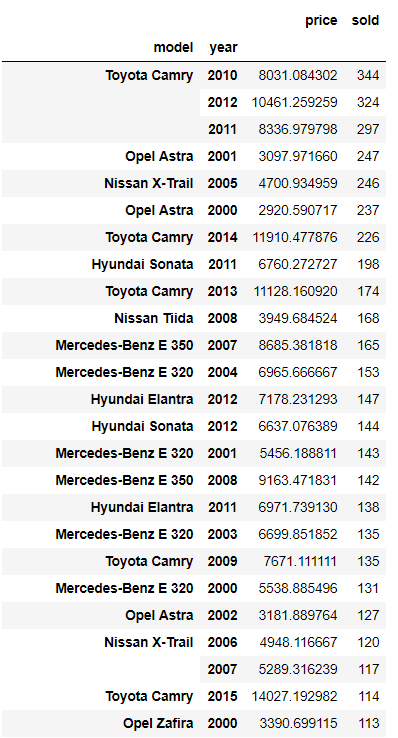 price sold
model year
Toyota Camry 2010 8031.084302 344
2012 10461.259259 324
2011 8336.979798 297
Opel Astra 2001 3097.971660 247
Nissan X-Trail 2005 4700.934959 246
Opel Astra 2000 2920.590717 237
Toyota Camry 2014 11910.477876 226
Hyundai Sonata 2011 6760.272727 198
Toyota Camry 2013 11128.160920 174
Nissan Tiida 2008 3949.684524 168
Mercedes-Benz E 350 2007 8685.381818 165
Mercedes-Benz E 320 2004 6965.666667 153
Hyundai Elantra 2012 7178.231293 147
Hyundai Sonata 2012 6637.076389 144
Mercedes-Benz E 320 2001 5456.188811 143
Mercedes-Benz E 350 2008 9163.471831 142
Hyundai Elantra 2011 6971.739130 138
Mercedes-Benz E 320 2003 6699.851852 135
Toyota Camry 2009 7671.111111 135
Mercedes-Benz E 320 2000 5538.885496 131
Opel Astra 2002 3181.889764 127
Nissan X-Trail 2006 4948.116667 120
2007 5289.316239 117
Toyota Camry 2015 14027.192982 114
Opel Zafira 2000 3390.699115 113